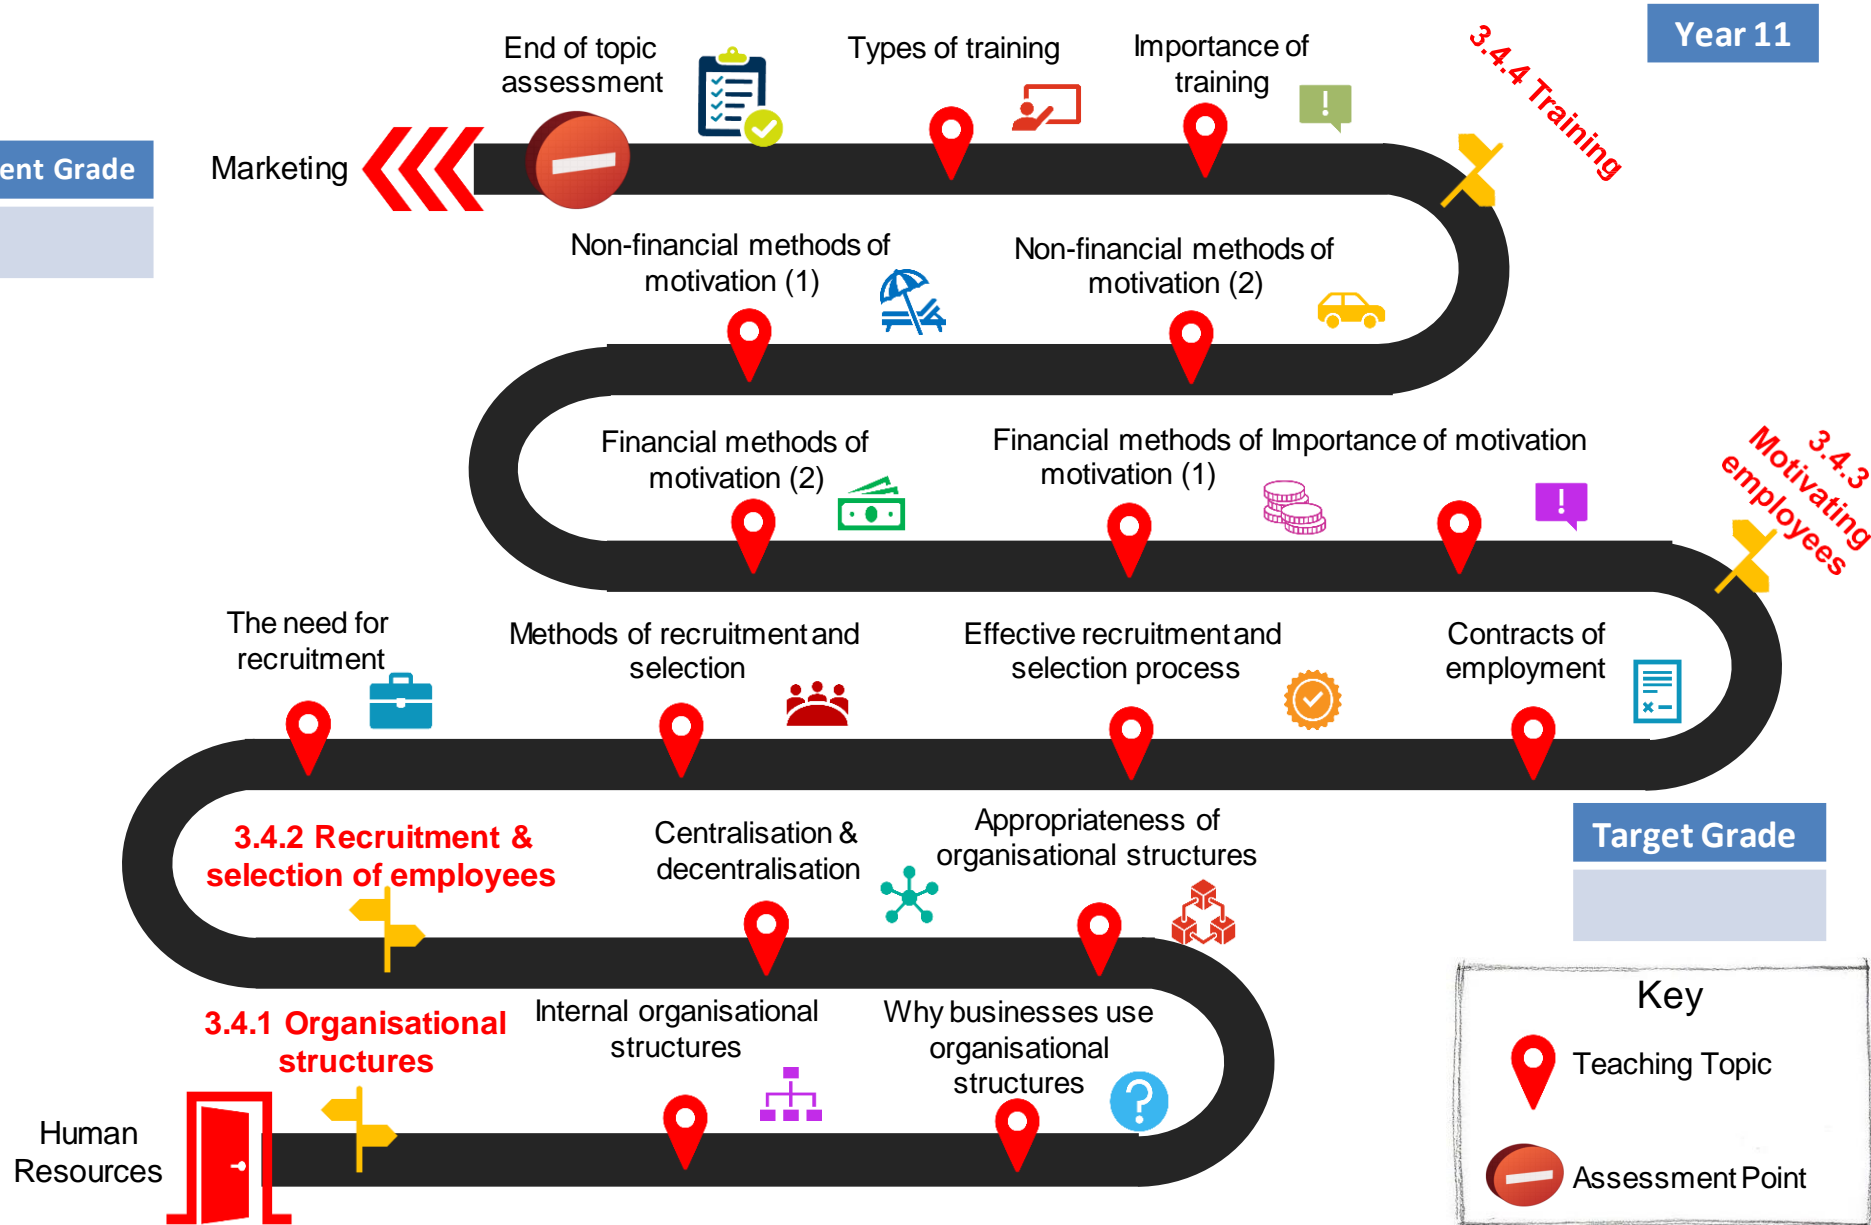 Year 11
End of topic
assessment
Types of training
Importance of
training
3.4.4 Training
ent Grade
Marketing
Non-financial methods of
motivation (1)
Non-financial methods of
motivation (2)
Financial methods of
motivation (2)
Financial methods of
motivation (1)
Importance of motivation
3.4.3
Motivating
employees
The need for
recruitment
Methods of recruitment and
selection
Effective recruitment and
selection process
Contracts of
employment
3.4.2 Recruitment &
selection of employees
Centralisation &
decentralisation
Appropriateness of
organisational structures
Target Grade
3.4.1 Organisational
structures
Internal organisational
structures
Why businesses use
organisational
structures
Human
Resources
Key
Teaching Topic
Assessment Point